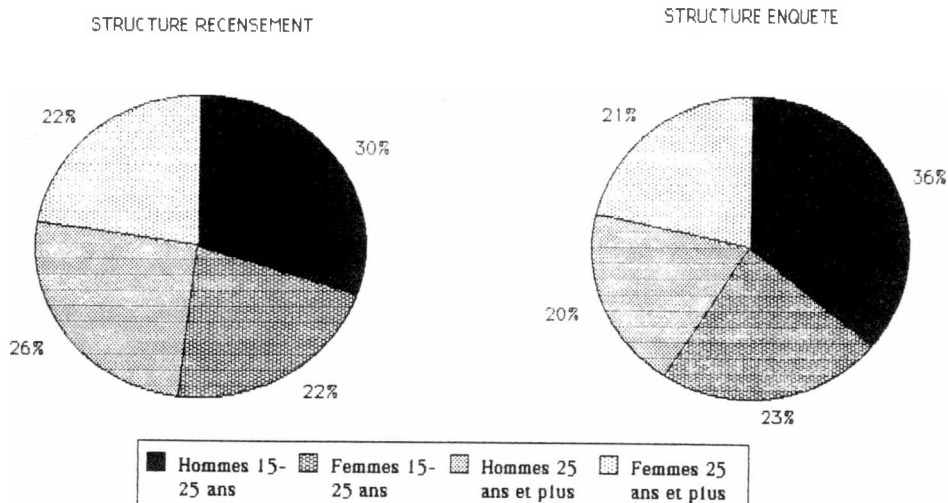 STRUCTURE RECENSEMENT
STRUCTURE ENQUETE
22%
30%
26%
22%
21%
36%
20%
23%
Hommes 15-
25 ans
Femmes 15-
25 ans
Hommes 25
ans et plus
Femmes 25
ans et plus